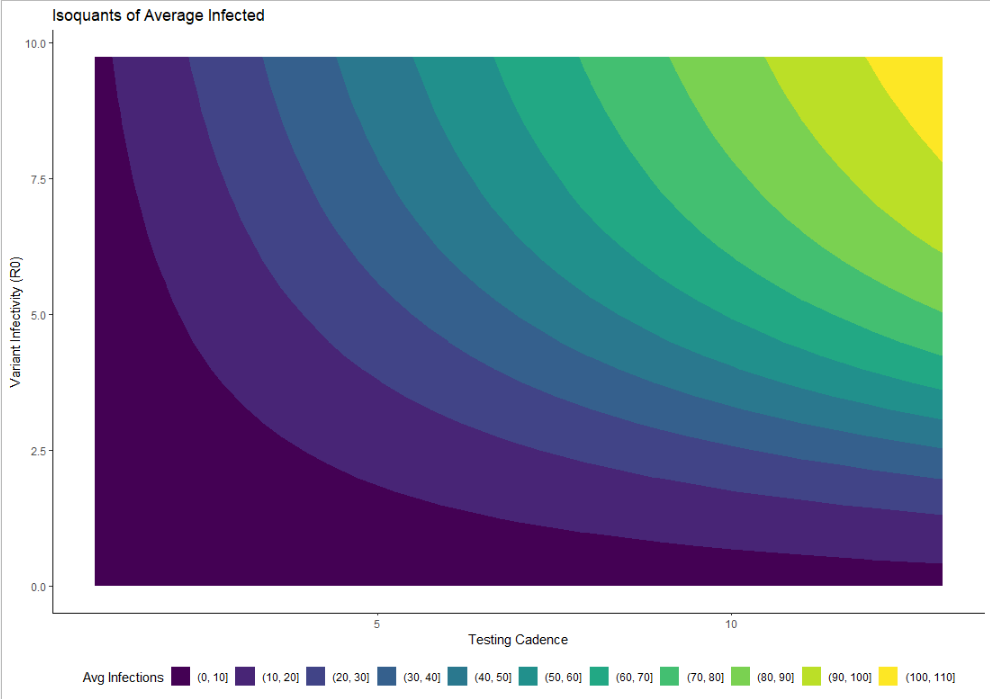 Isoquants of Average Infected
10.0
7.5
5.0
2.5
0.0
Variant Infectivity (R0)
5 10
Testing Cadence
Avg Infections (0, 10] (10, 20] (20, 30] (30, 40] (40, 50] (50, 60] (60, 70] (70, 80] (80, 90] (90, 100] (100, 110]